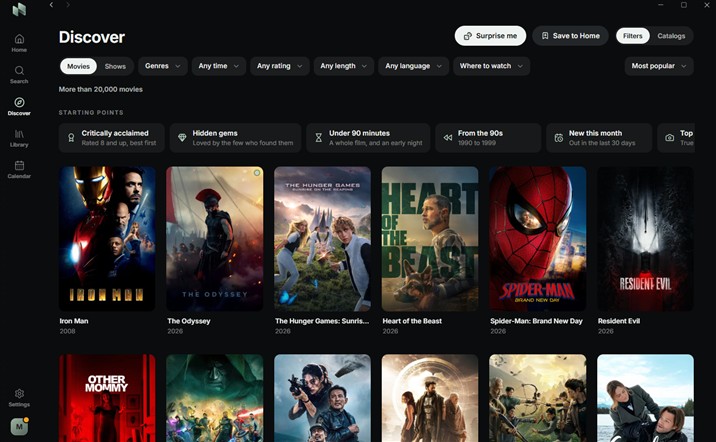 Discover
Surprise me
Save to Home
Filters
Catalogs
Home
Search
Discover
Library
Calendar
Settings
M
Movies
Shows
Genres
Any time
Any rating
Any length
Any language
Where to watch
Most popular
More than 20,000 movies
STARTING POINTS
Critically acclaimed
Rated 8 and up, best first
Hidden gems
Loved by the few who found them
Under 90 minutes
A whole film, and an early night
From the 90s
1990 to 1999
New this month
Out in the last 30 days
Top
True
IRON MAN
THE ODYSSEY
THE HUNGER GAMES
SUNRISE ON THE REAPING
HEART
OF
THE
BEAST
SPIDER-MAN
BRAND NEW DAY
RESIDENT EVIL
Iron Man
2008
The Odyssey
2026
The Hunger Games: Sunris...
2026
Heart of the Beast
2026
Spider-Man: Brand New Day
2026
Resident Evil
2026
OTHER
MOMMY